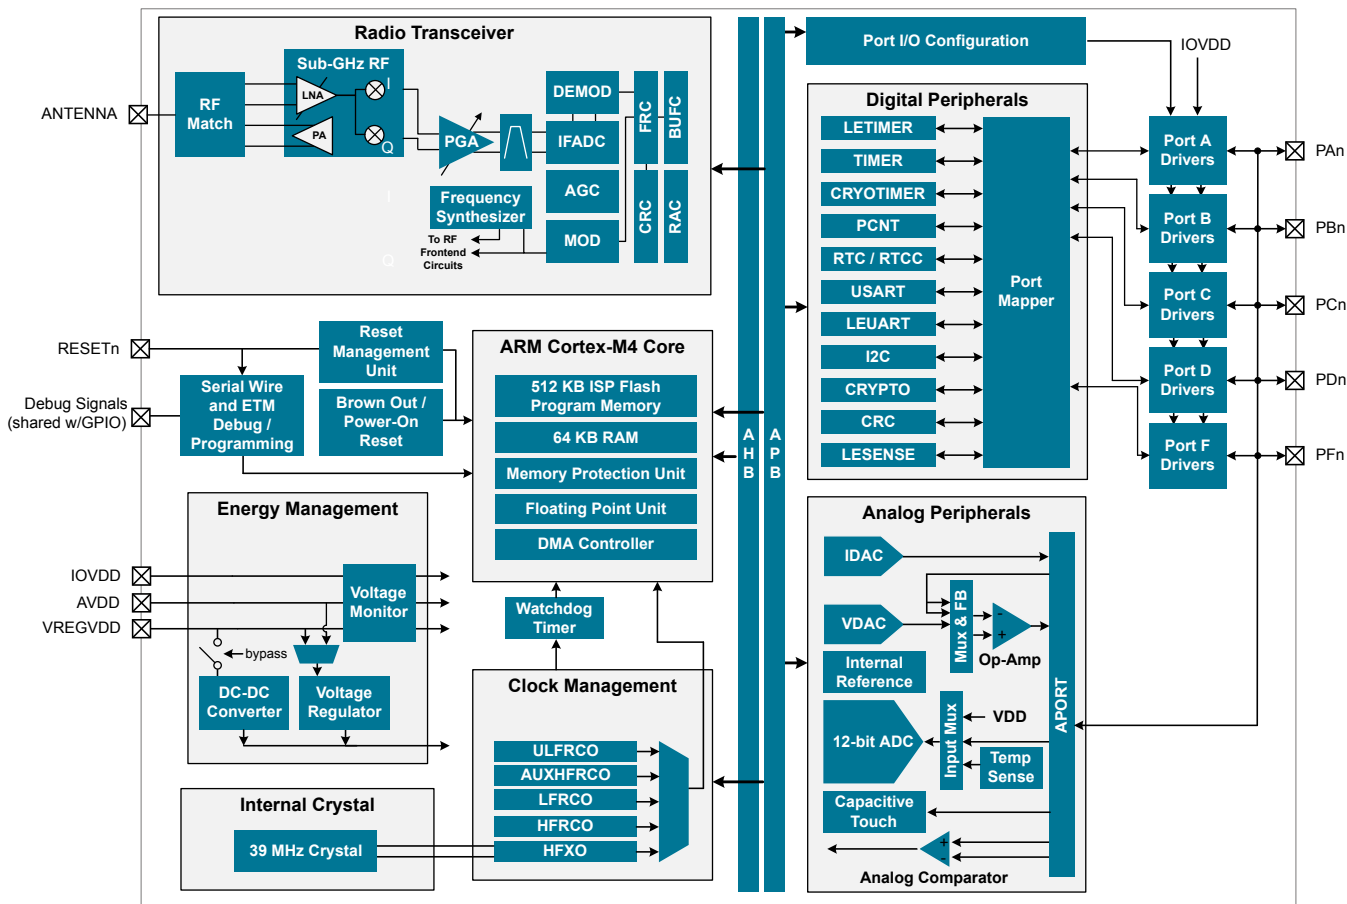 Radio Transceiver
Sub-GHz RF
I
LNA
PA
Q
RF
Match
ANTENNA
PGA
DEMOD
IFADC
AGC
MOD
FRC
BUFC
CRC
RAC
Frequency
Synthesizer
To RF
Frontend
Circuits
I
Q
RESETn
Debug Signals
(shared w/GPIO)
Reset
Management
Unit
Serial Wire
and ETM
Debug /
Programming
Brown Out /
Power-On
Reset
ARM Cortex-M4 Core
512 KB ISP Flash
Program Memory
64 KB RAM
Memory Protection Unit
Floating Point Unit
DMA Controller
Energy Management
IOVDD
AVDD
VREGVDD
Voltage
Monitor
bypass
DC-DC
Converter
Voltage
Regulator
Watchdog
Timer
Clock Management
ULFRCO
AUXHFRCO
LFRCO
HFRCO
HFXO
Internal Crystal
39 MHz Crystal
A
H
B
A
P
B
Port I/O Configuration
IOVDD
Digital Peripherals
LETIMER
TIMER
CRYOTIMER
PCNT
RTC / RTCC
USART
LEUART
I2C
CRYPTO
CRC
LESENSE
Port
Mapper
Port A
Drivers
Port B
Drivers
Port C
Drivers
Port D
Drivers
Port F
Drivers
PAn
PBn
PCn
PDn
PFn
Analog Peripherals
IDAC
VDAC
Mux & FB
-
+
Op-Amp
Internal
Reference
12-bit ADC
Input Mux
VDD
Temp
Sense
Capacitive
Touch
+
-
Analog Comparator
APORT